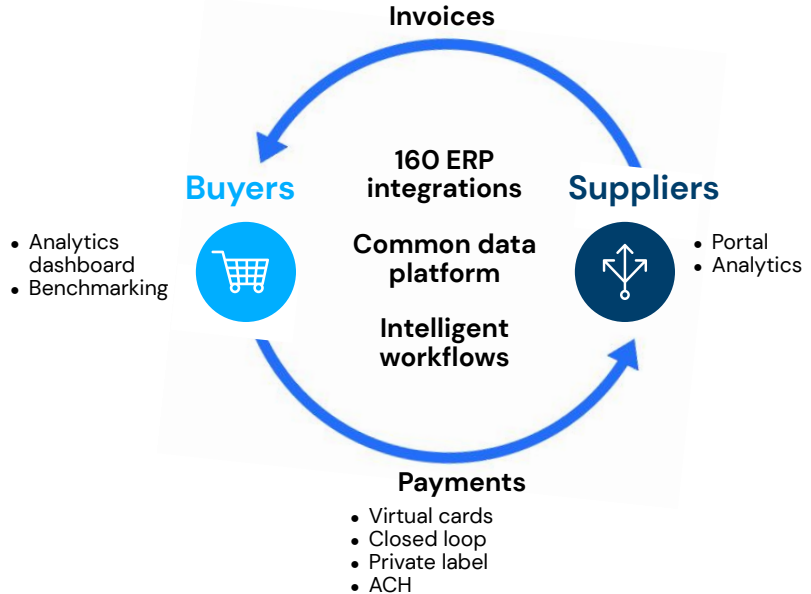 Invoices
160 ERP
integrations
Buyers
Suppliers
• Analytics
dashboard
• Benchmarking
Common data
platform
• Portal
• Analytics
Intelligent
workflows
Payments
• Virtual cards
• Closed loop
• Private label
• ACH